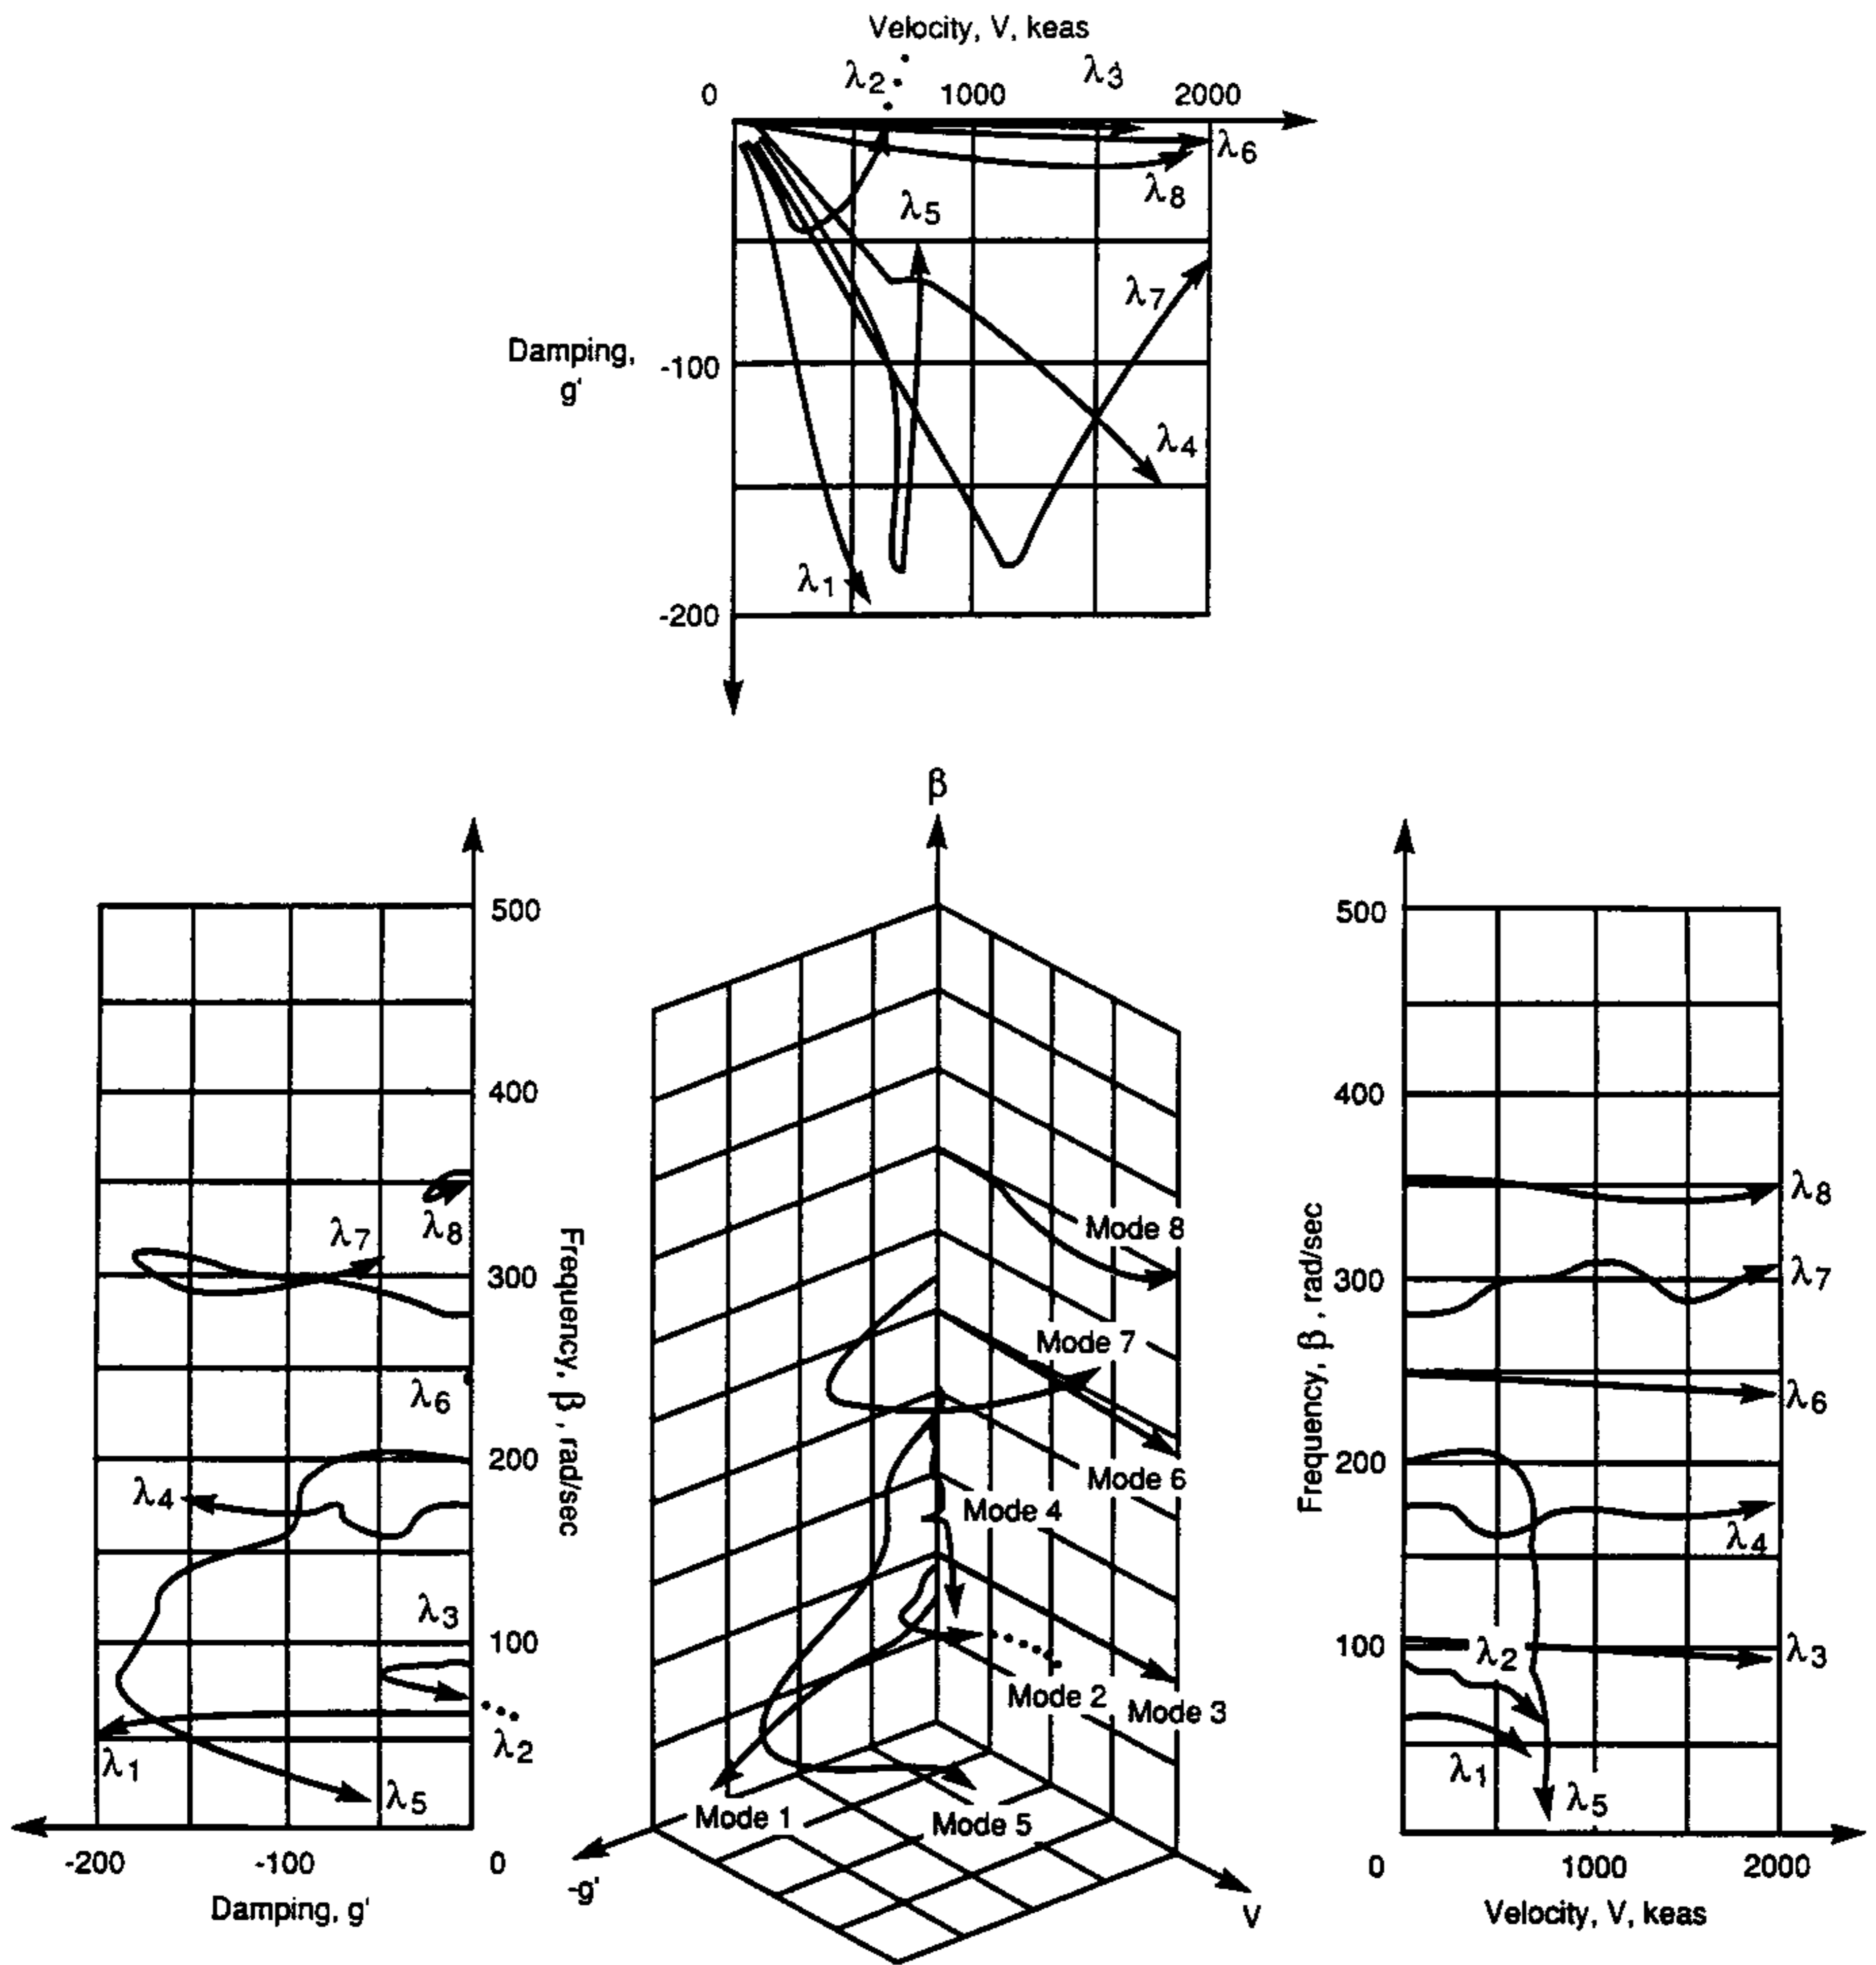 Velocity, V, keas
0 λ2 1000 λ3 2000
λ6
λ8
λ5
λ7
Damping,
g'
-100
λ4
λ1
-200
β
500
400
λ8
λ7
300
λ6
200
λ4
λ3
100
λ2
λ1
λ5
-200 -100 0
Damping, g'
Frequency, β, rad/sec
Mode 8
Mode 7
Mode 6
Mode 4
Mode 2
Mode 3
Mode 1
Mode 5
-g'
V
Frequency, β, rad/sec
500
400
λ8
300
λ7
λ6
200
λ4
100
λ2
λ3
λ1
λ5
0 1000 2000
Velocity, V, keas